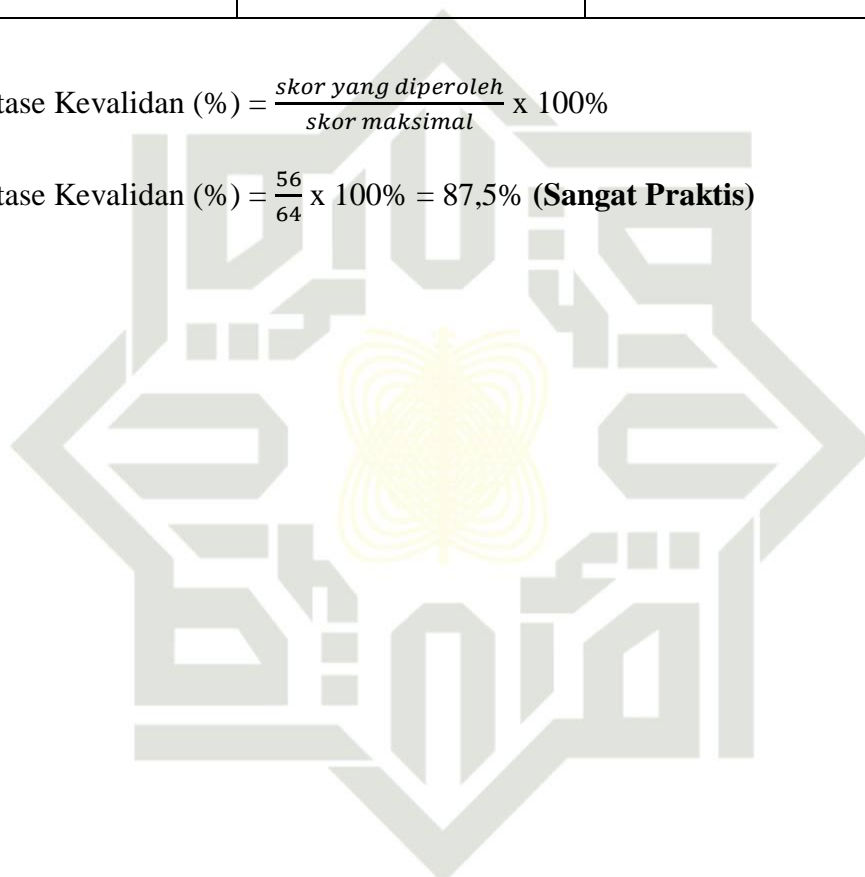 tase Kevalidan (%) = skor yang diperoleh / skor maksimal x 100%
tase Kevalidan (%) = 56/64 x 100% = 87,5% (Sangat Praktis)